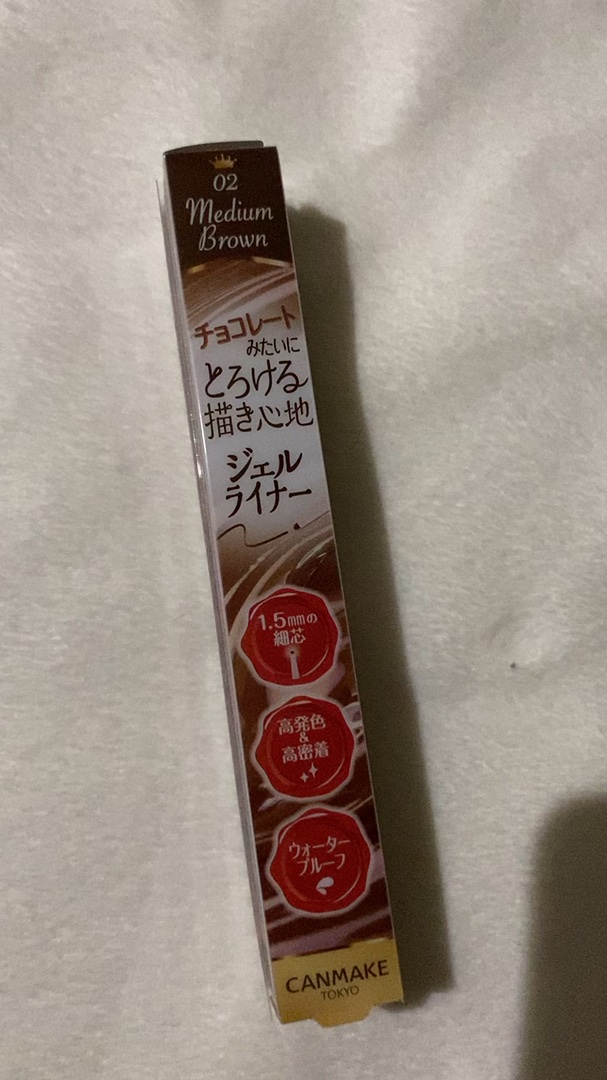 02
Medium
Brown
チョコレート
みたいに
とろける
描き心地
ジェル
ライナー
1.5mmの
細芯
高発色
&
高密着
ウォーター
プルーフ
CANMAKE
TOKYO